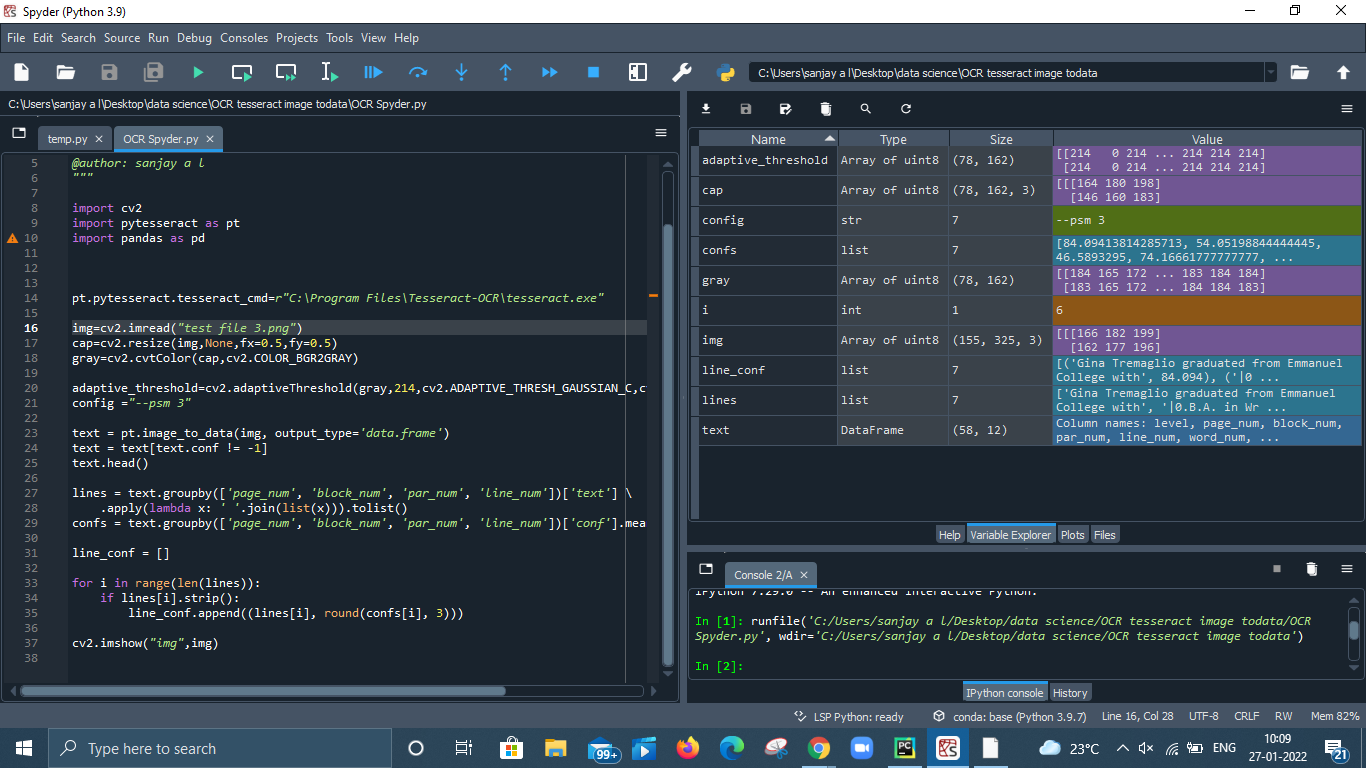 Spyder (Python 3.9)
File Edit Search Source Run Debug Consoles Projects Tools View Help
C:\Users\sanjay a l\Desktop\data science\OCR tesseract image todata
C:\Users\sanjay a l\Desktop\data science\OCR tesseract image todata\OCR Spyder.py
temp.py OCR Spyder.py
5 @author: sanjay a l
6 """
7
8 import cv2
9 import pytesseract as pt
10 import pandas as pd
11
12
13
14 pt.pytesseract.tesseract_cmd=r"C:\Program Files\Tesseract-OCR\tesseract.exe"
15
16 img=cv2.imread("test file 3.png")
17 cap=cv2.resize(img,None,fx=0.5,fy=0.5)
18 gray=cv2.cvtColor(cap,cv2.COLOR_BGR2GRAY)
19
20 adaptive_threshold=cv2.adaptiveThreshold(gray,214,cv2.ADAPTIVE_THRESH_GAUSSIAN_C,c
21 config ="--psm 3"
22
23 text = pt.image_to_data(img, output_type='data.frame')
24 text = text[text.conf != -1]
25 text.head()
26
27 lines = text.groupby(['page_num', 'block_num', 'par_num', 'line_num'])['text'] \
28 .apply(lambda x: ' '.join(list(x))).tolist()
29 confs = text.groupby(['page_num', 'block_num', 'par_num', 'line_num'])['conf'].mea
30
31 line_conf = []
32
33 for i in range(len(lines)):
34 if lines[i].strip():
35 line_conf.append((lines[i], round(confs[i], 3)))
36
37 cv2.imshow("img",img)
38
Name Type Size Value
adaptive_threshold Array of uint8 (78, 162) [[214 0 214 ... 214 214 214]
[214 0 214 ... 214 214 214]
cap Array of uint8 (78, 162, 3) [[[164 180 198]
[146 160 183]
config str 7 --psm 3
confs list 7 [84.09413814285713, 54.05198844444445,
46.5893295, 74.16661777777777, ...
gray Array of uint8 (78, 162) [[184 165 172 ... 183 184 184]
[183 165 172 ... 184 184 183]
i int 1 6
img Array of uint8 (155, 325, 3) [[[166 182 199]
[162 177 196]
line_conf list 7 [('Gina Tremaglio graduated from Emmanuel
College with', 84.094), ('|0 ...
lines list 7 ['Gina Tremaglio graduated from Emmanuel
College with', '|0.B.A. in Wr ...
text DataFrame (58, 12) Column names: level, page_num, block_num,
par_num, line_num, word_num, ...
Help Variable Explorer Plots Files
Console 2/A
IPython 7.29.0 -- An enhanced Interactive Python.
In [1]: runfile('C:/Users/sanjay a l/Desktop/data science/OCR tesseract image todata/OCR
Spyder.py', wdir='C:/Users/sanjay a l/Desktop/data science/OCR tesseract image todata')
In [2]:
IPython console History
LSP Python: ready conda: base (Python 3.9.7) Line 16, Col 28 UTF-8 CRLF RW Mem 82%
Type here to search
99+
PC
23°C
ENG
10:09
27-01-2022
21